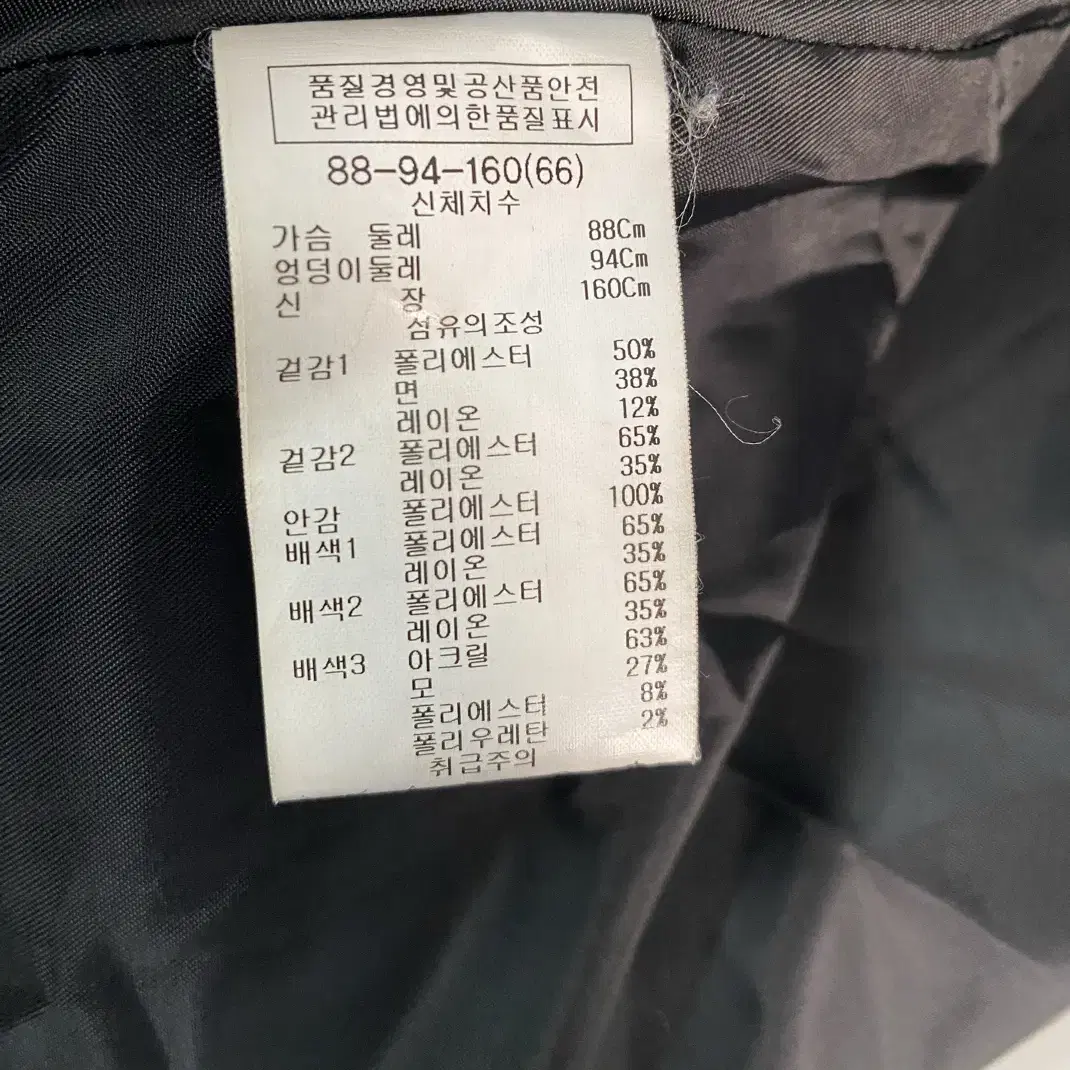 품질경영및공산품안전
관리법에의한품질표시
88-94-160(66)
신체치수
가슴 둘레 88Cm
엉덩이둘레 94Cm
신 장 160Cm
섬유의조성
겉감1 폴리에스터 50%
면 38%
레이온 12%
겉감2 폴리에스터 65%
레이온 35%
안감 폴리에스터 100%
배색1 폴리에스터 65%
레이온 35%
배색2 폴리에스터 65%
레이온 35%
배색3 아크릴 63%
모 27%
폴리에스터 8%
폴리우레탄 2%
취급주의